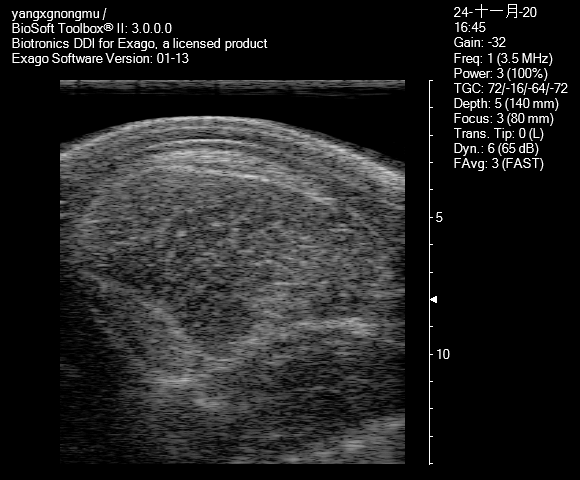 yangxgnongmu /
BioSoft Toolbox® II: 3.0.0.0
Biotronics DDI for Exago, a licensed product
Exago Software Version: 01-13
24-十一月-20
16:45
Gain: -32
Freq: 1 (3.5 MHz)
Power: 3 (100%)
TGC: 72/-16/-64/-72
Depth: 5 (140 mm)
Focus: 3 (80 mm)
Trans. Tip: 0 (L)
Dyn.: 6 (65 dB)
FAvg: 3 (FAST)
5
10